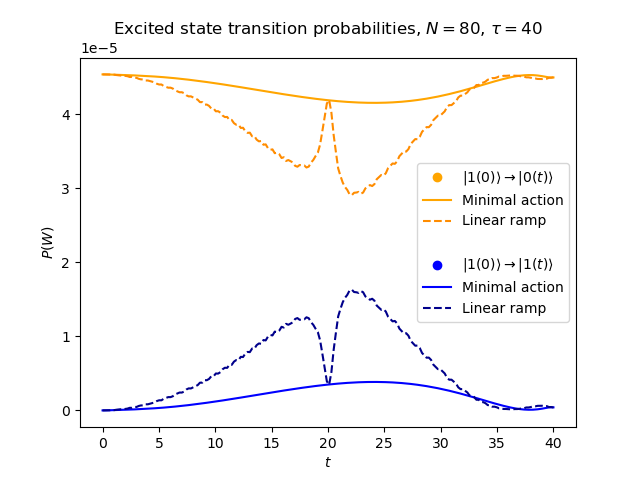 Excited state transition probabilities, $N = 80$, $\tau = 40$
1e−5
4
3
2
1
0
P(W)
|1(0)⟩→|0(t)⟩
Minimal action
Linear ramp
|1(0)⟩→|1(t)⟩
Minimal action
Linear ramp
0 5 10 15 20 25 30 35 40
t